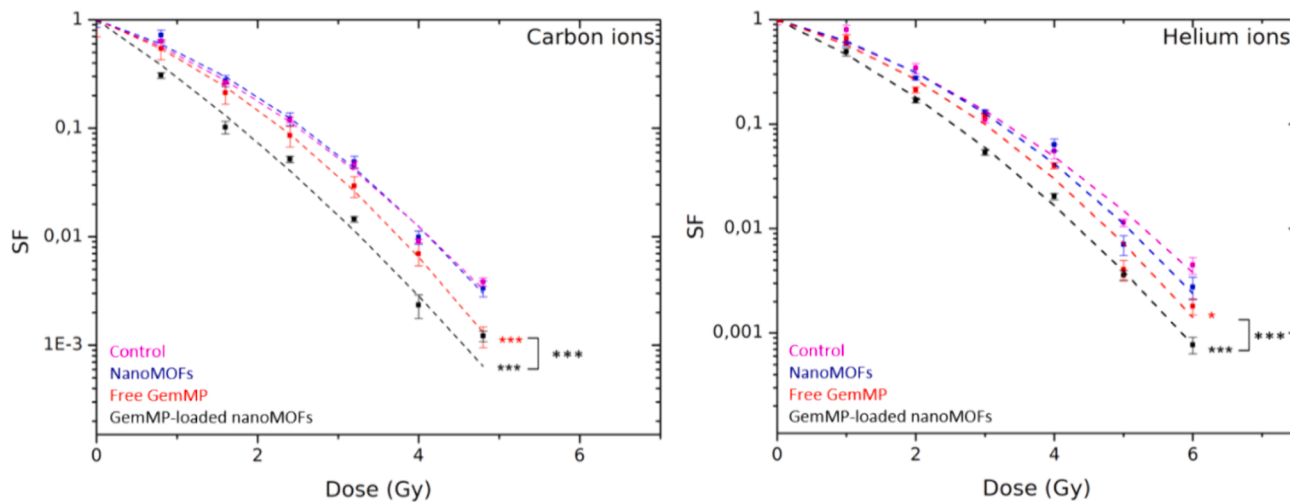 Carbon ions
1
0,1
0,01
1E-3
SF
Control
NanoMOFs
Free GemMP
GemMP-loaded nanoMOFs
***
***
***
0
2
4
6
Dose (Gy)
Helium ions
1
0,1
0,01
0,001
SF
Control
NanoMOFs
Free GemMP
GemMP-loaded nanoMOFs
*
***
***
0
2
4
6
Dose (Gy)